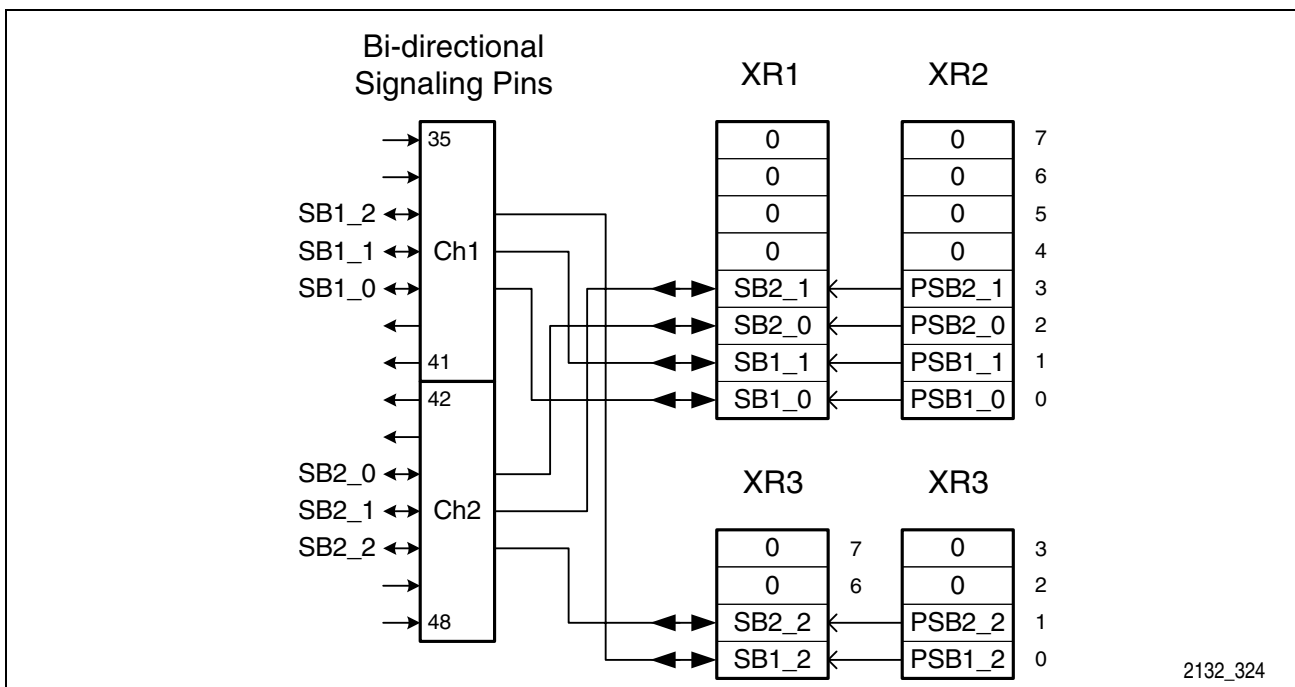 Bi-directional
Signaling Pins
XR1
XR2
35
SB1_2
SB1_1
SB1_0
Ch1
41
42
SB2_0
SB2_1
SB2_2
Ch2
48
0 0 7
0 0 6
0 0 5
0 0 4
SB2_1 PSB2_1 3
SB2_0 PSB2_0 2
SB1_1 PSB1_1 1
SB1_0 PSB1_0 0
XR3
XR3
0 7 0 3
0 6 0 2
SB2_2 PSB2_2 1
SB1_2 PSB1_2 0
2132_324